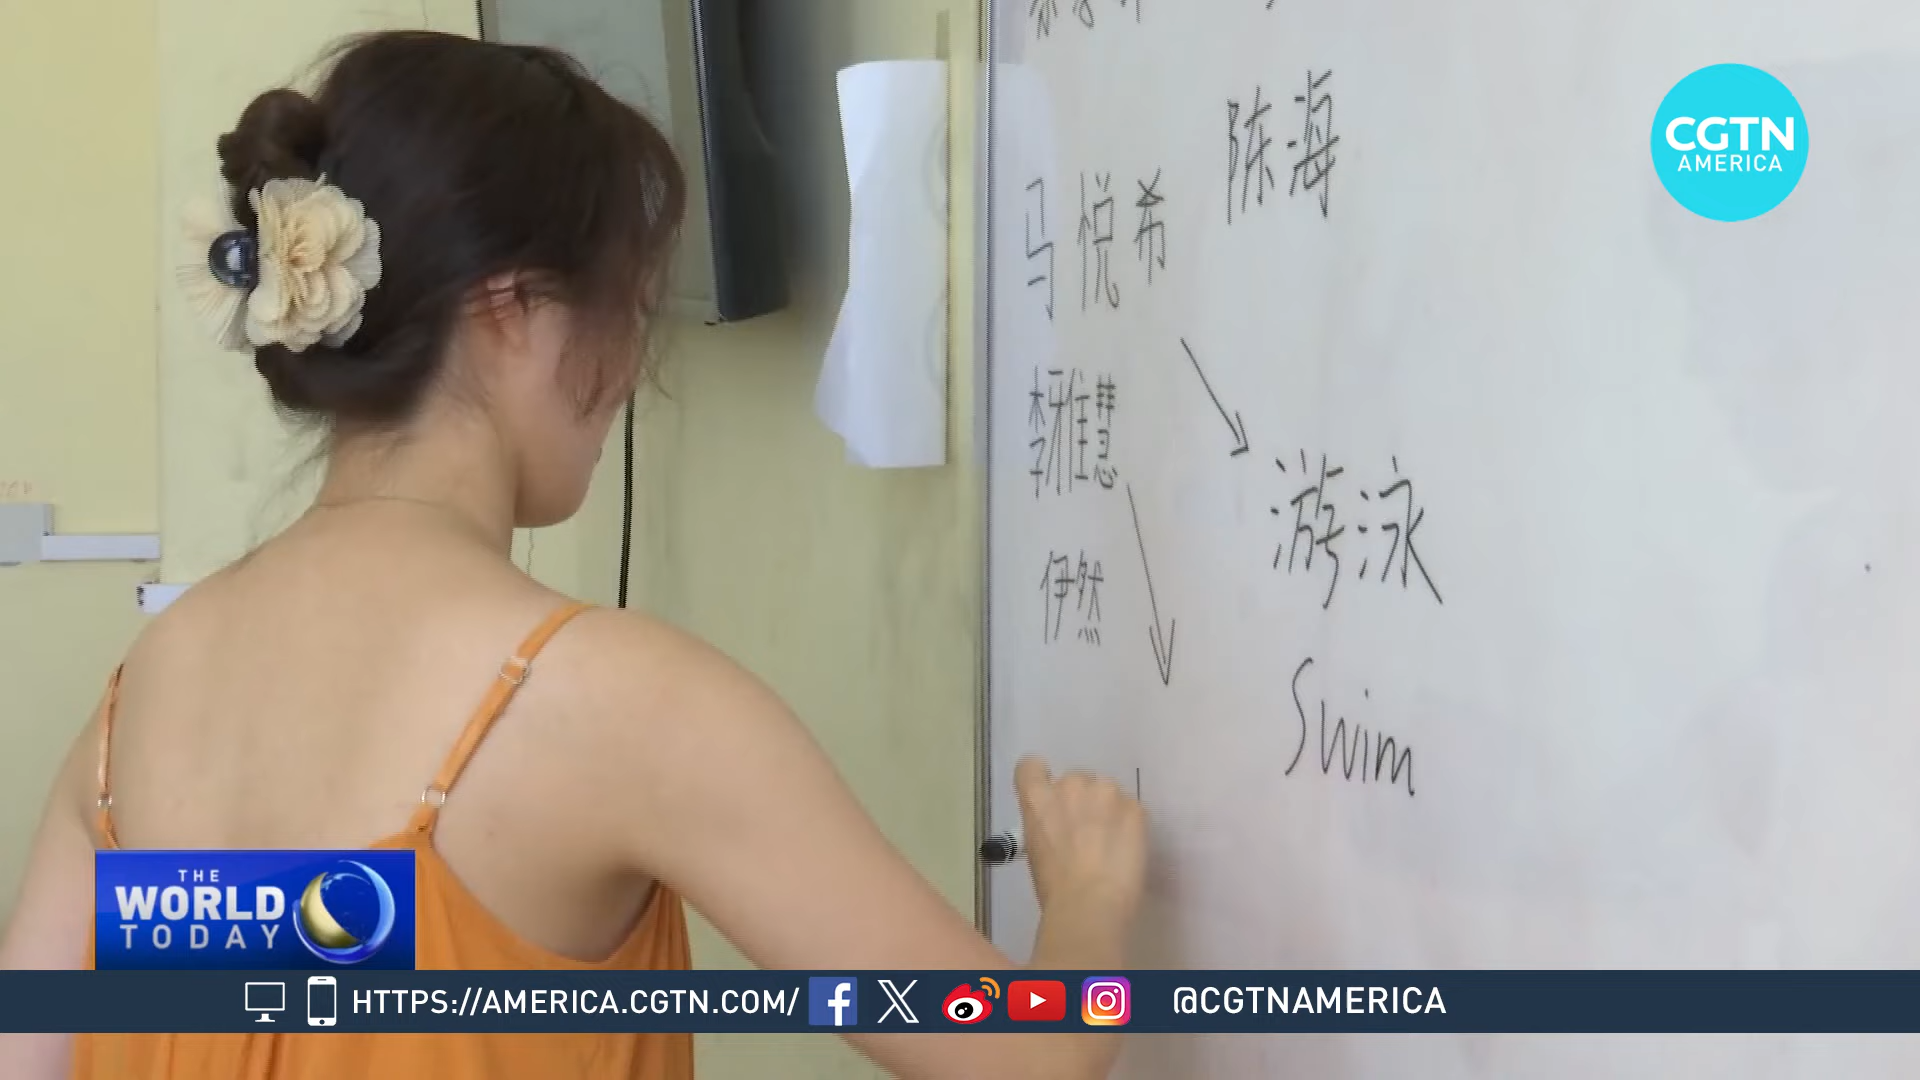 CGTN
AMERICA
陈海
马悦希
李雅慧
游泳
伊然
Swim
THE
WORLD
TODAY
HTTPS://AMERICA.CGTN.COM/
@CGTNAMERICA